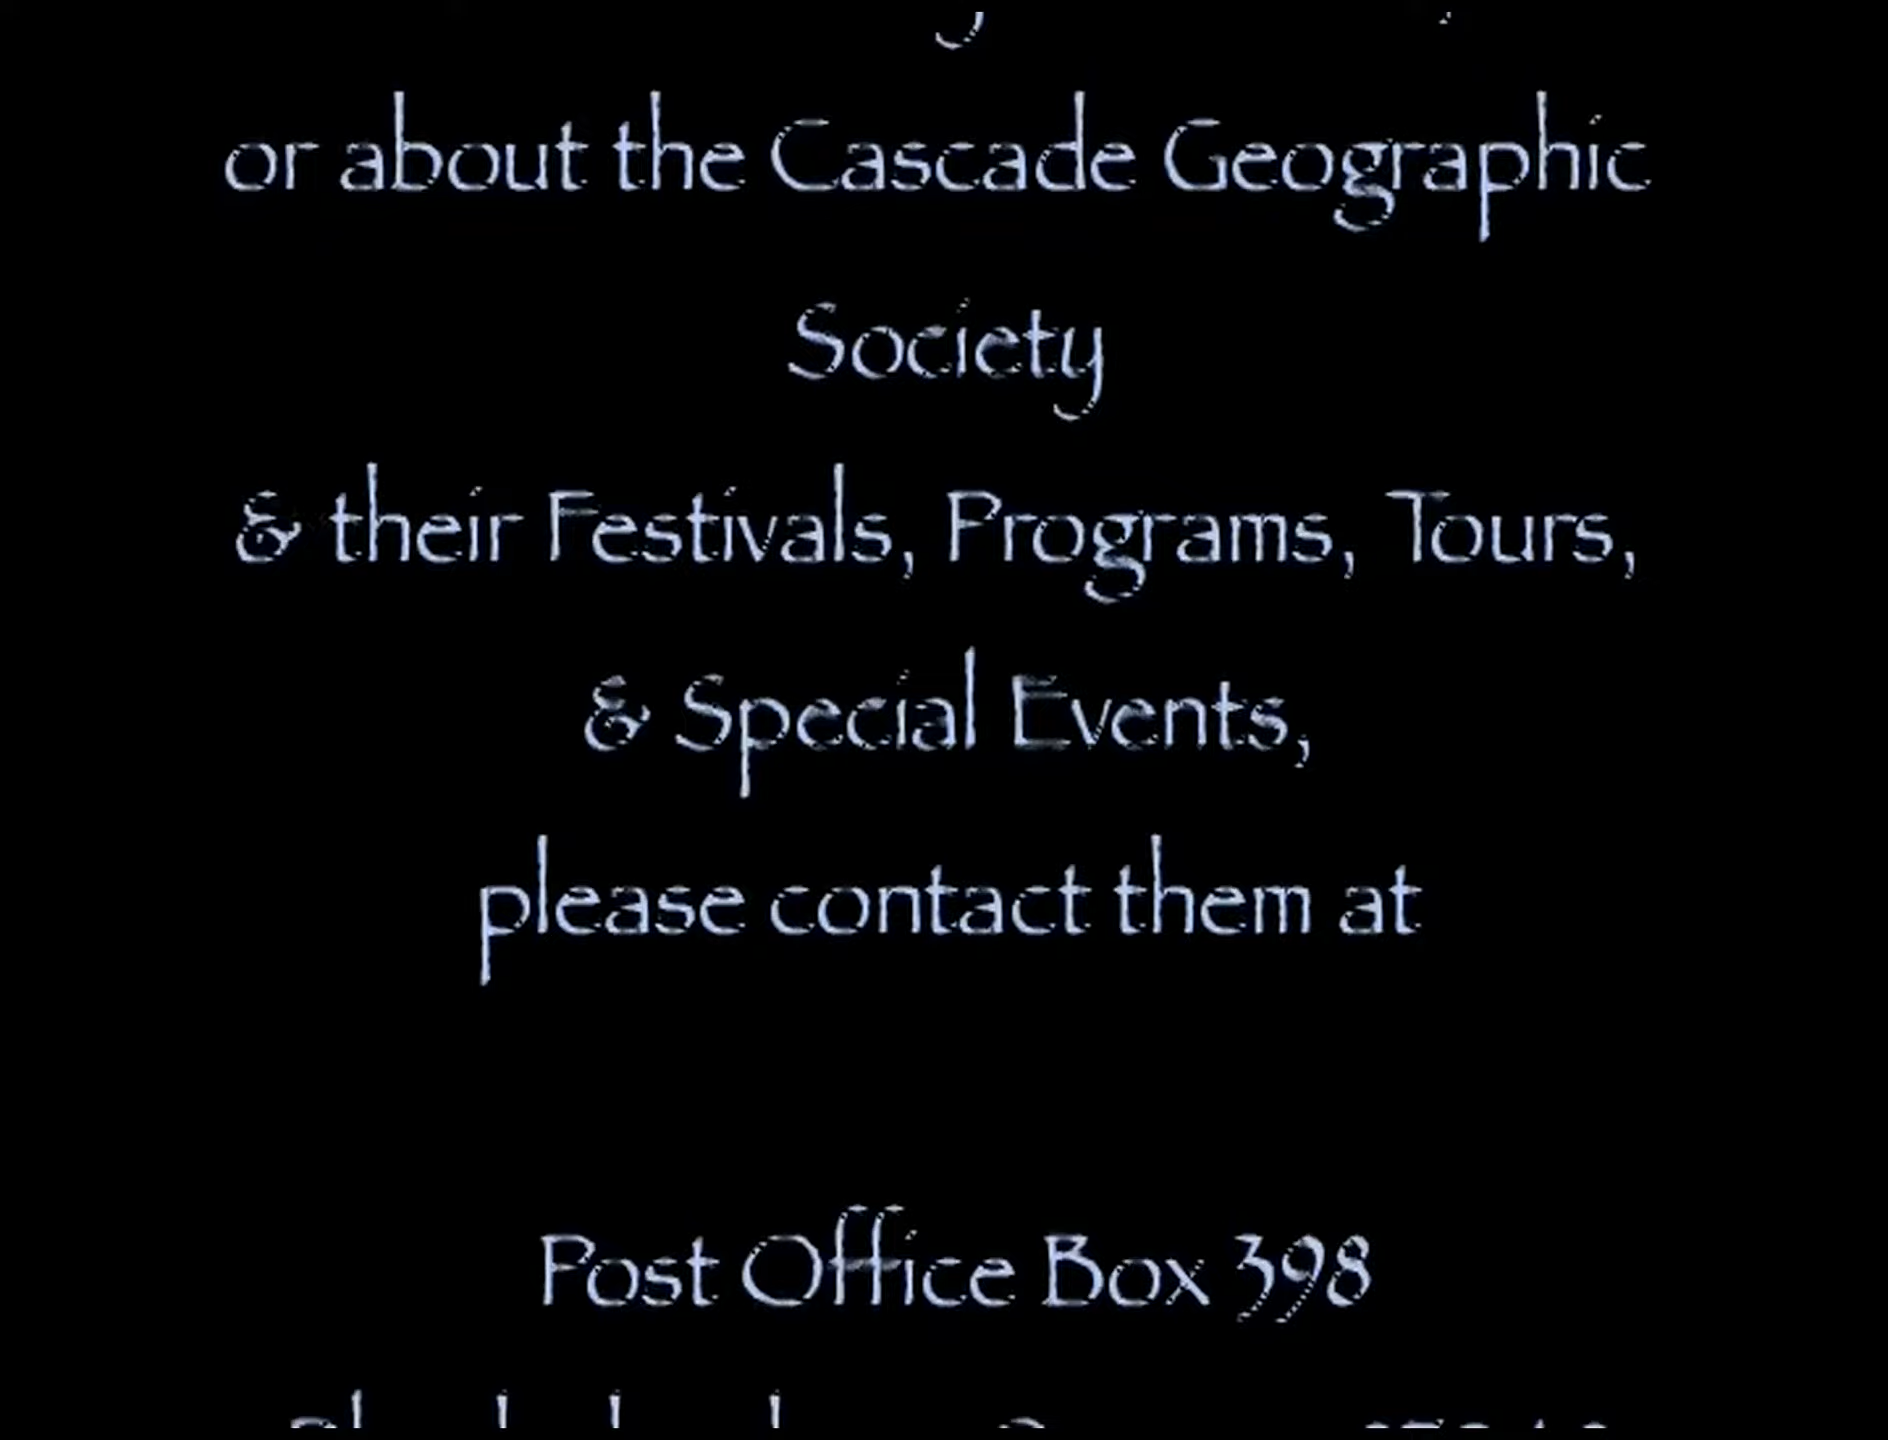 or about the Cascade Geographic
Society
& their Festivals, Programs, Tours,
& Special Events,
please contact them at
Post Office Box 398